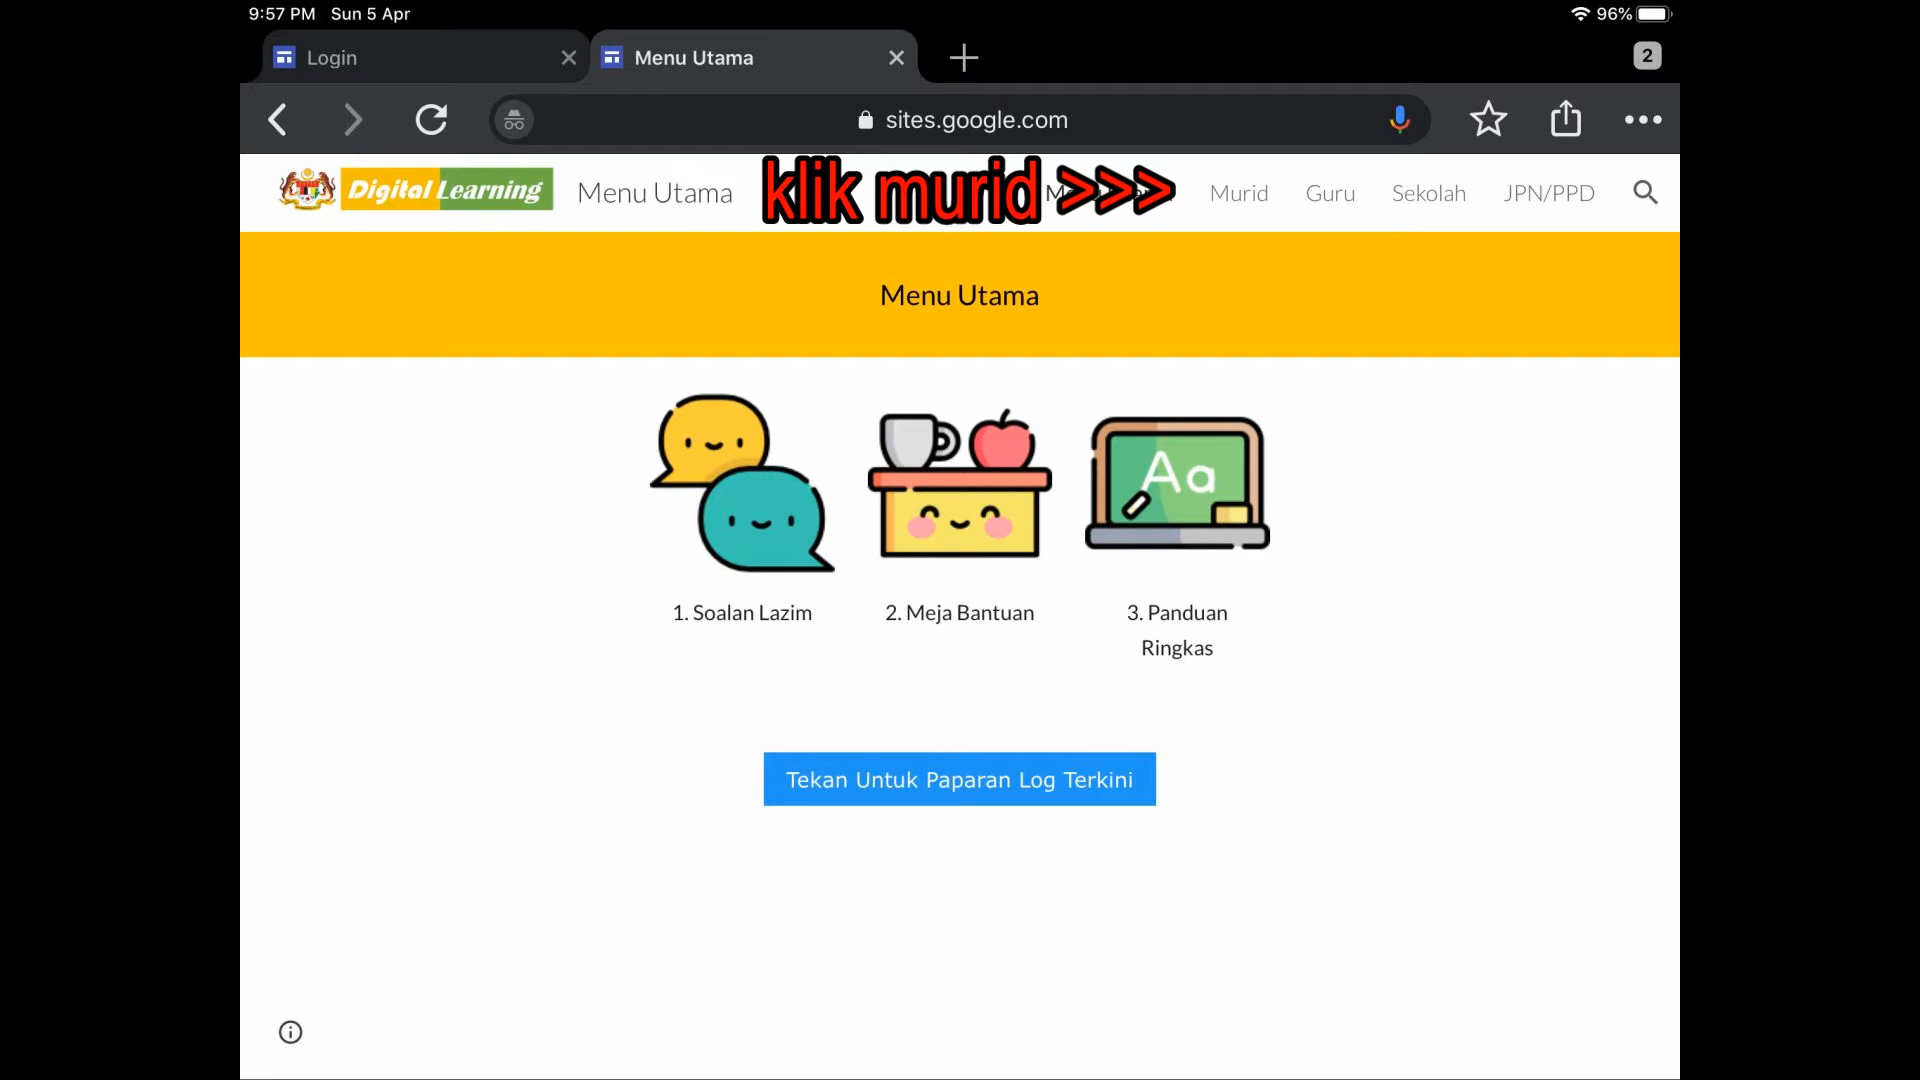 9:57 PM Sun 5 Apr 96%
Login Menu Utama 2
sites.google.com
Digital Learning Menu Utama klik murid >>> Murid Guru Sekolah JPN/PPD
Menu Utama
Aa
1. Soalan Lazim
2. Meja Bantuan
3. Panduan
Ringkas
Tekan Untuk Paparan Log Terkini